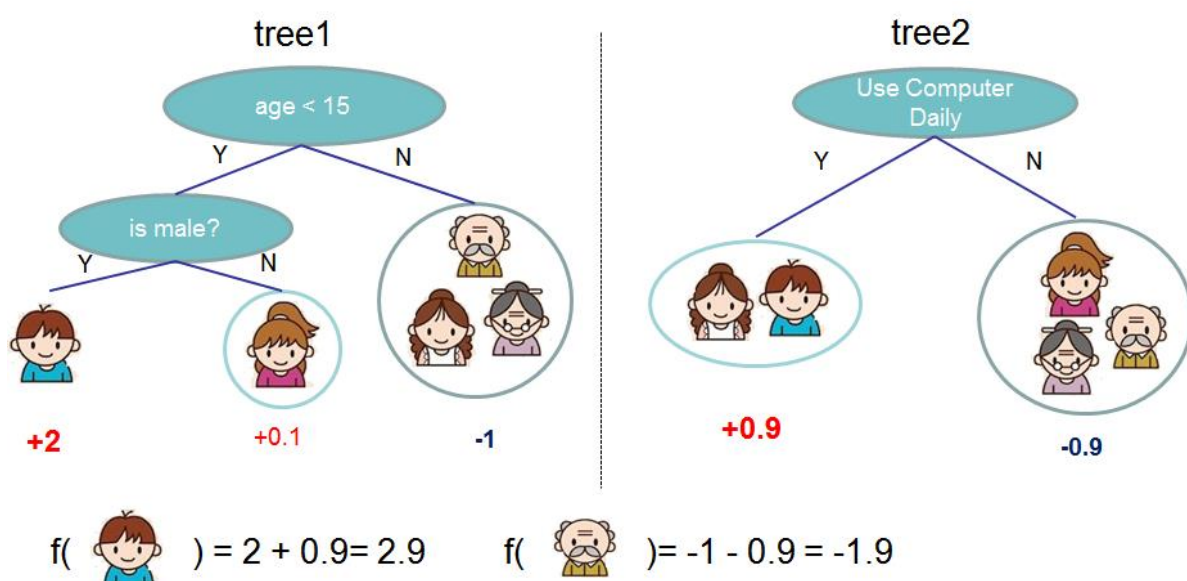 tree1
age < 15
Y
N
is male?
Y
N
+2
+0.1
-1
tree2
Use Computer
Daily
Y
N
+0.9
-0.9
f( ) = 2 + 0.9= 2.9
f( )= -1 - 0.9 = -1.9